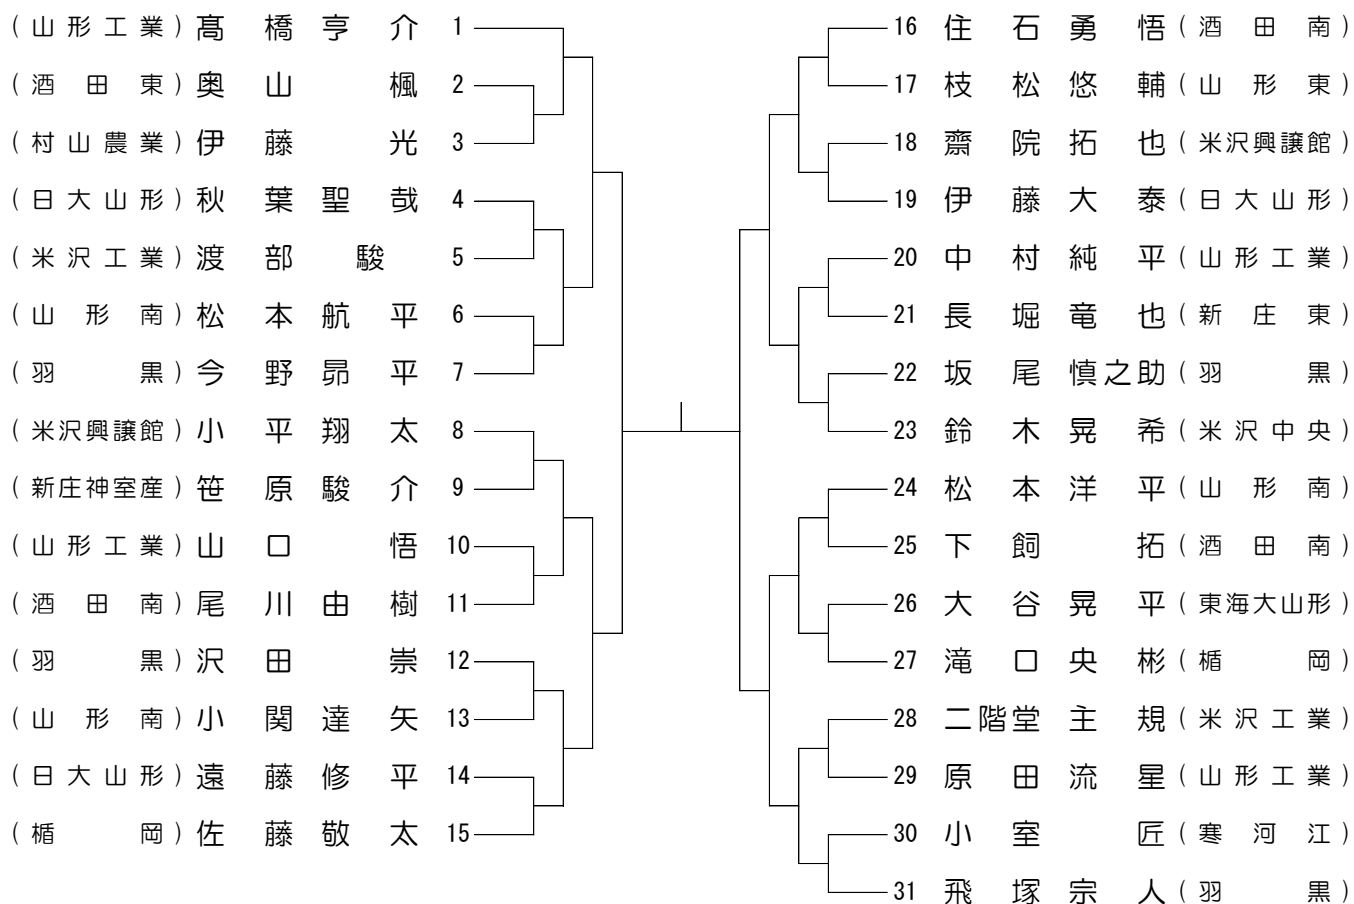 (山形工業)髙橋亨介 1
(酒田東)奥山楓 2
(村山農業)伊藤光 3
(日大山形)秋葉聖哉 4
(米沢工業)渡部駿 5
(山形南)松本航平 6
(羽黒)今野昴平 7
(米沢興譲館)小平翔太 8
(新庄神室産)笹原駿介 9
(山形工業)山口悟 10
(酒田南)尾川由樹 11
(羽黒)沢田崇 12
(山形南)小関達矢 13
(日大山形)遠藤修平 14
(楯岡)佐藤敬太 15
16 住石勇悟(酒田南)
17 枝松悠輔(山形東)
18 齋院拓也(米沢興譲館)
19 伊藤大泰(日大山形)
20 中村純平(山形工業)
21 長堀竜也(新庄東)
22 坂尾慎之助(羽黒)
23 鈴木晃希(米沢中央)
24 松本洋平(山形南)
25 下飼拓(酒田南)
26 大谷晃平(東海大山形)
27 滝口央彬(楯岡)
28 二階堂主規(米沢工業)
29 原田流星(山形工業)
30 小室匠(寒河江)
31 飛塚宗人(羽黒)